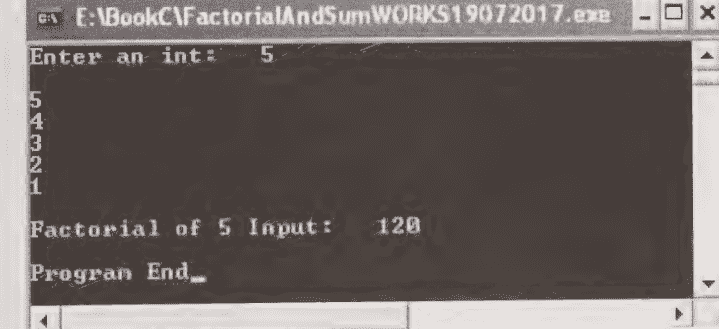 E:\BookC\FactorialAndSumWORKS19072017.exe
Enter an int: 5
5
4
3
2
1
Factorial of 5 Input: 120
Program End_